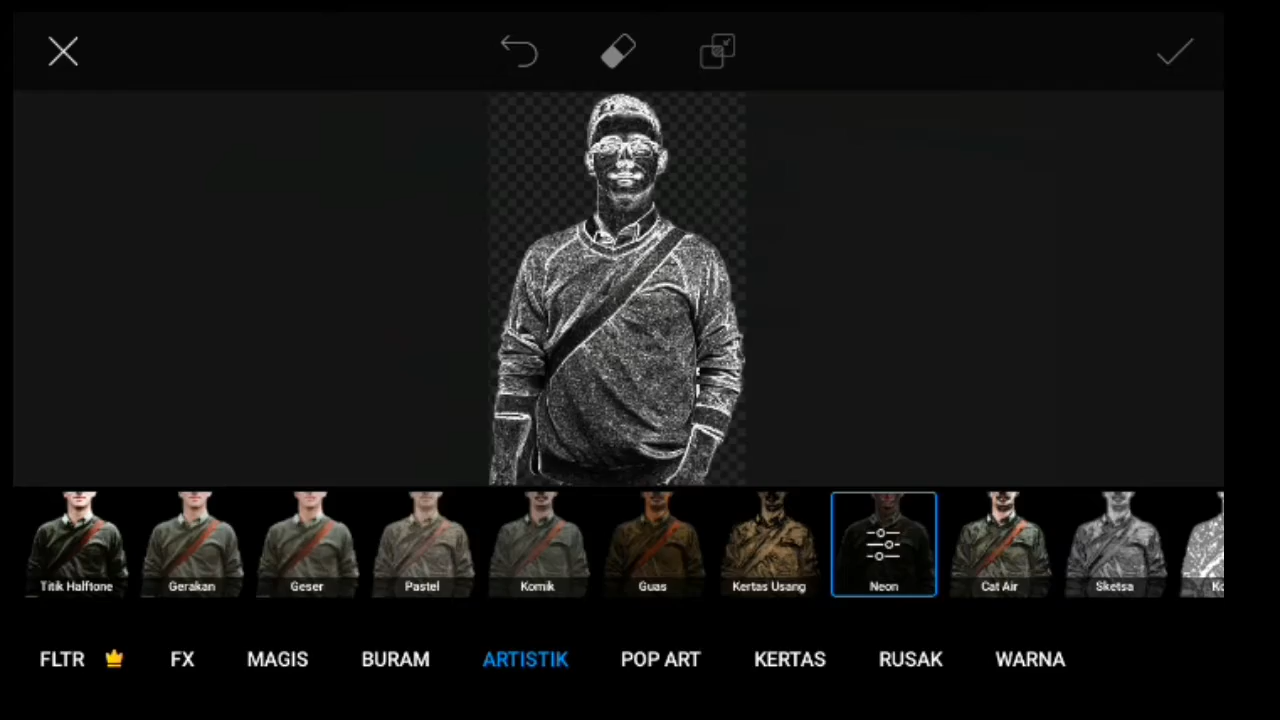 Titik Halftone Gerakan Geser Pastel Komik Guas Kertas Usang Neon Cat Air Sketsa
FLTR FX MAGIS BURAM ARTISTIK POP ART KERTAS RUSAK WARNA